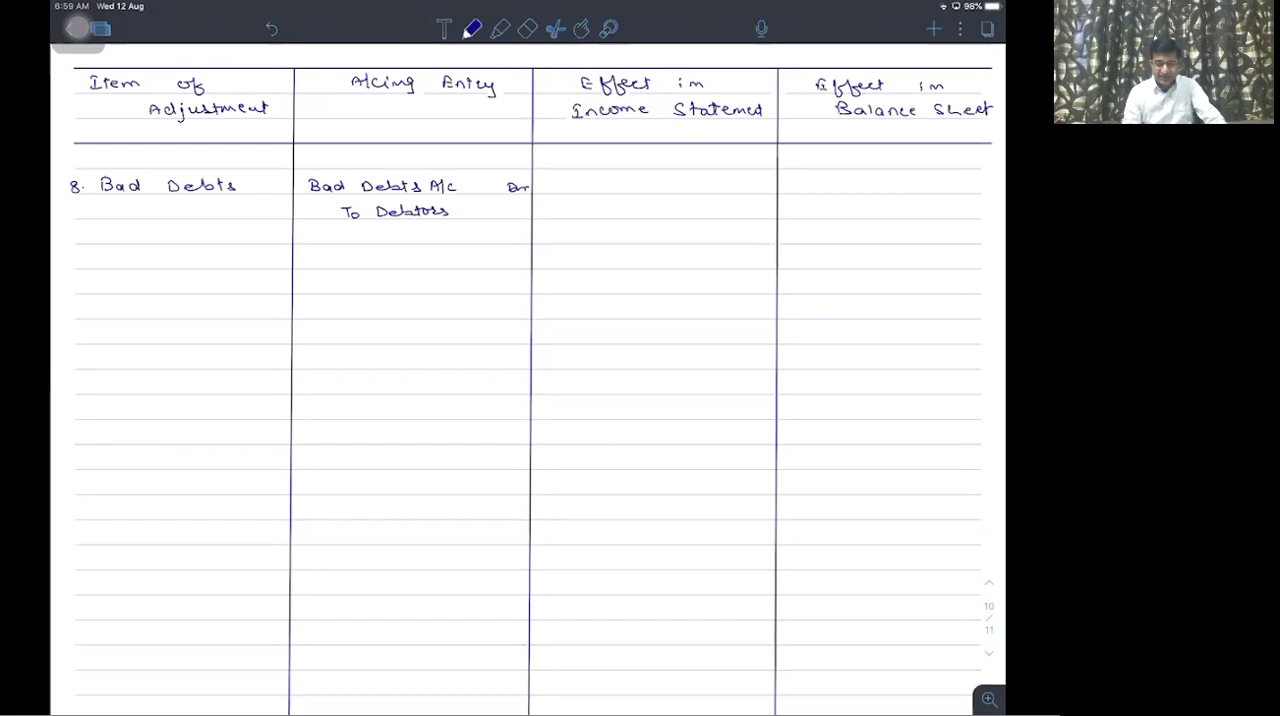 6:59 AM Wed 12 Aug
98%
Item of Adjustment
A/cing Entry
Effect in Income Statement
Effect in Balance Sheet
8. Bad Debts
Bad Debts A/c Dr
To Debtors
10
/
11